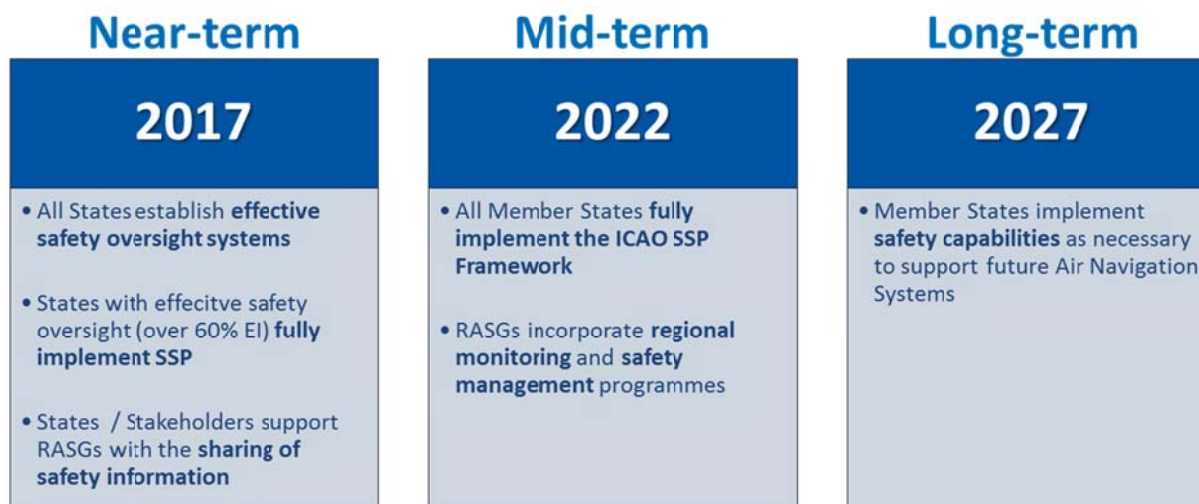 Near-term
2017
• All States establish effective
safety oversight systems
• States with effecitve safety
oversight (over 60% EI) fully
implement SSP
• States / Stakeholders support
RASGs with the sharing of
safety information
Mid-term
2022
• All Member States fully
implement the ICAO SSP
Framework
• RASGs incorporate regional
monitoring and safety
management programmes
Long-term
2027
• Member States implement
safety capabilities as necessary
to support future Air Navigation
Systems